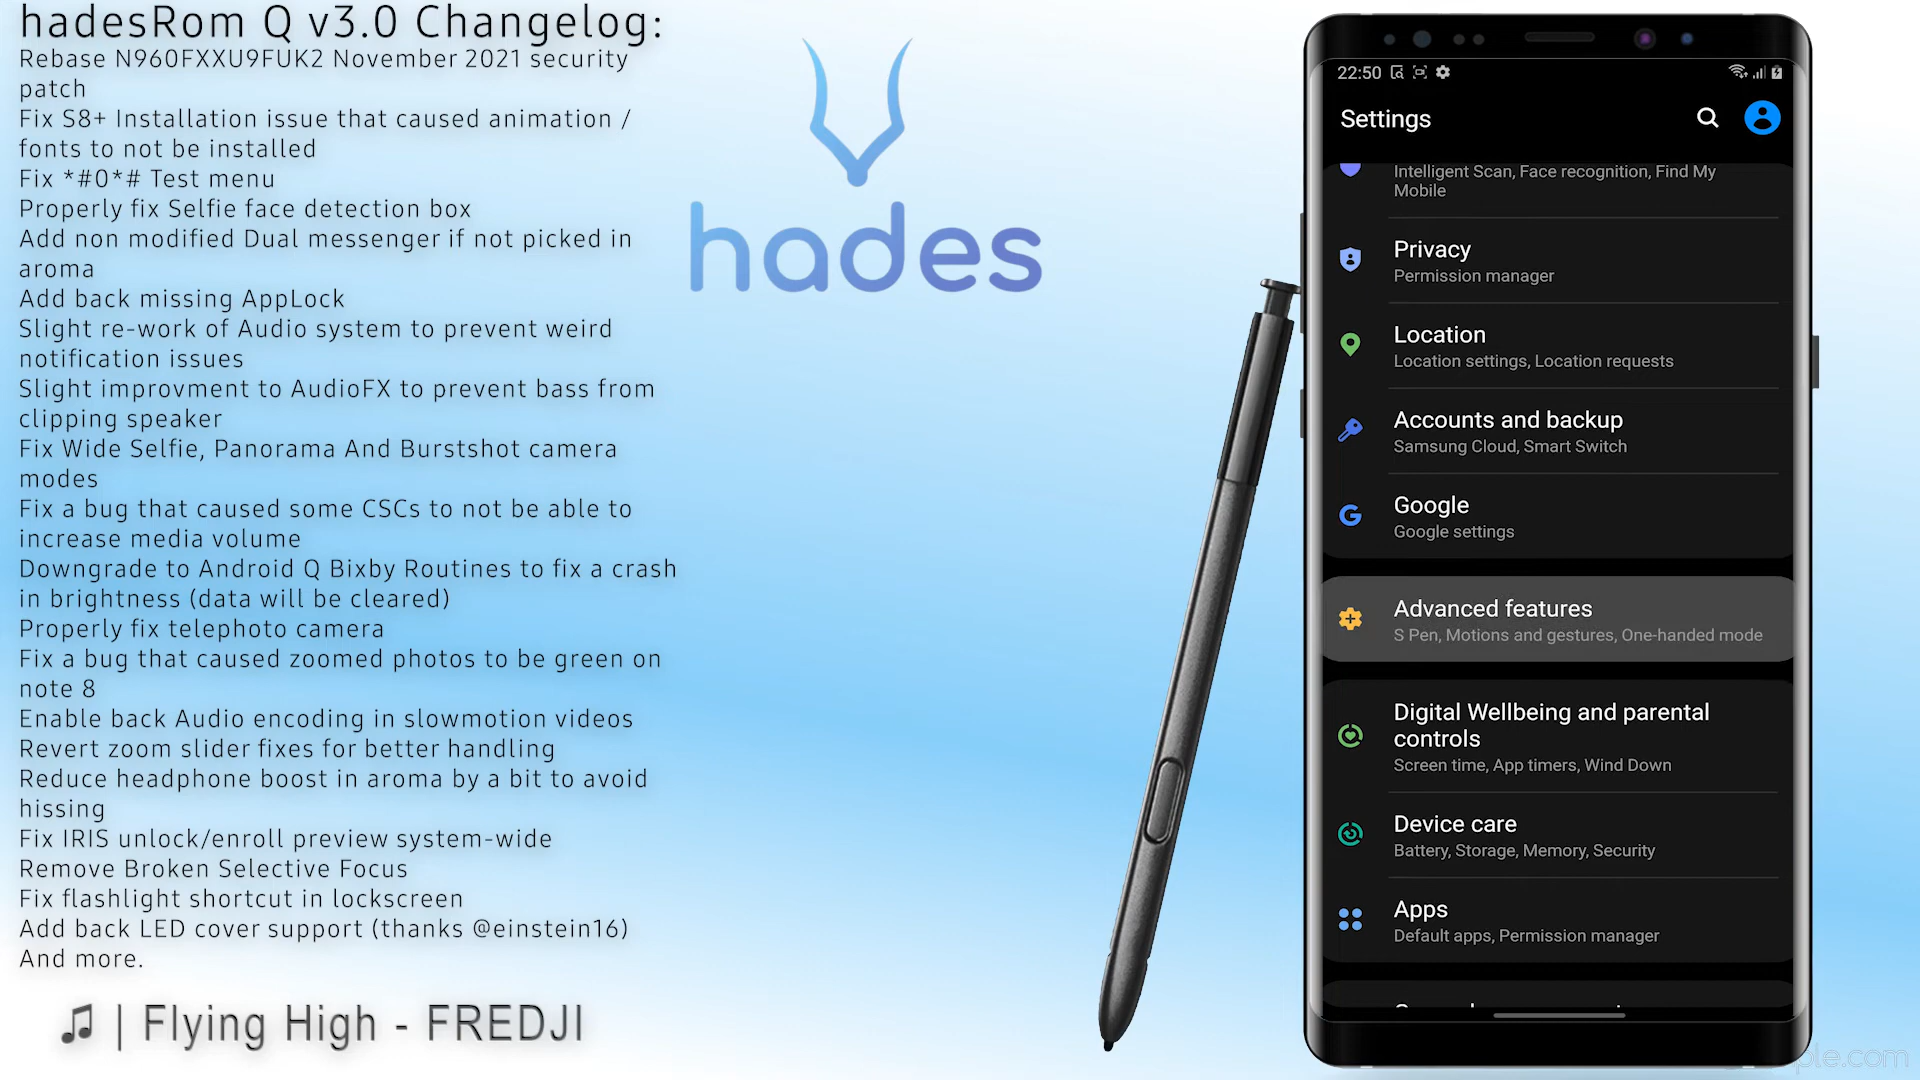 hadesRom Q v3.0 Changelog:
Rebase N960FXXU9FUK2 November 2021 security
patch
Fix S8+ Installation issue that caused animation /
fonts to not be installed
Fix *#0*# Test menu
Properly fix Selfie face detection box
Add non modified Dual messenger if not picked in
aroma
Add back missing AppLock
Slight re-work of Audio system to prevent weird
notification issues
Slight improvment to AudioFX to prevent bass from
clipping speaker
Fix Wide Selfie, Panorama And Burstshot camera
modes
Fix a bug that caused some CSCs to not be able to
increase media volume
Downgrade to Android Q Bixby Routines to fix a crash
in brightness (data will be cleared)
Properly fix telephoto camera
Fix a bug that caused zoomed photos to be green on
note 8
Enable back Audio encoding in slowmotion videos
Revert zoom slider fixes for better handling
Reduce headphone boost in aroma by a bit to avoid
hissing
Fix IRIS unlock/enroll preview system-wide
Remove Broken Selective Focus
Fix flashlight shortcut in lockscreen
Add back LED cover support (thanks @einstein16)
And more.
♫ | Flying High - FREDJI
hades
22:50
Settings
Intelligent Scan, Face recognition, Find My
Mobile
Privacy
Permission manager
Location
Location settings, Location requests
Accounts and backup
Samsung Cloud, Smart Switch
Google
Google settings
Advanced features
S Pen, Motions and gestures, One-handed mode
Digital Wellbeing and parental
controls
Screen time, App timers, Wind Down
Device care
Battery, Storage, Memory, Security
Apps
Default apps, Permission manager